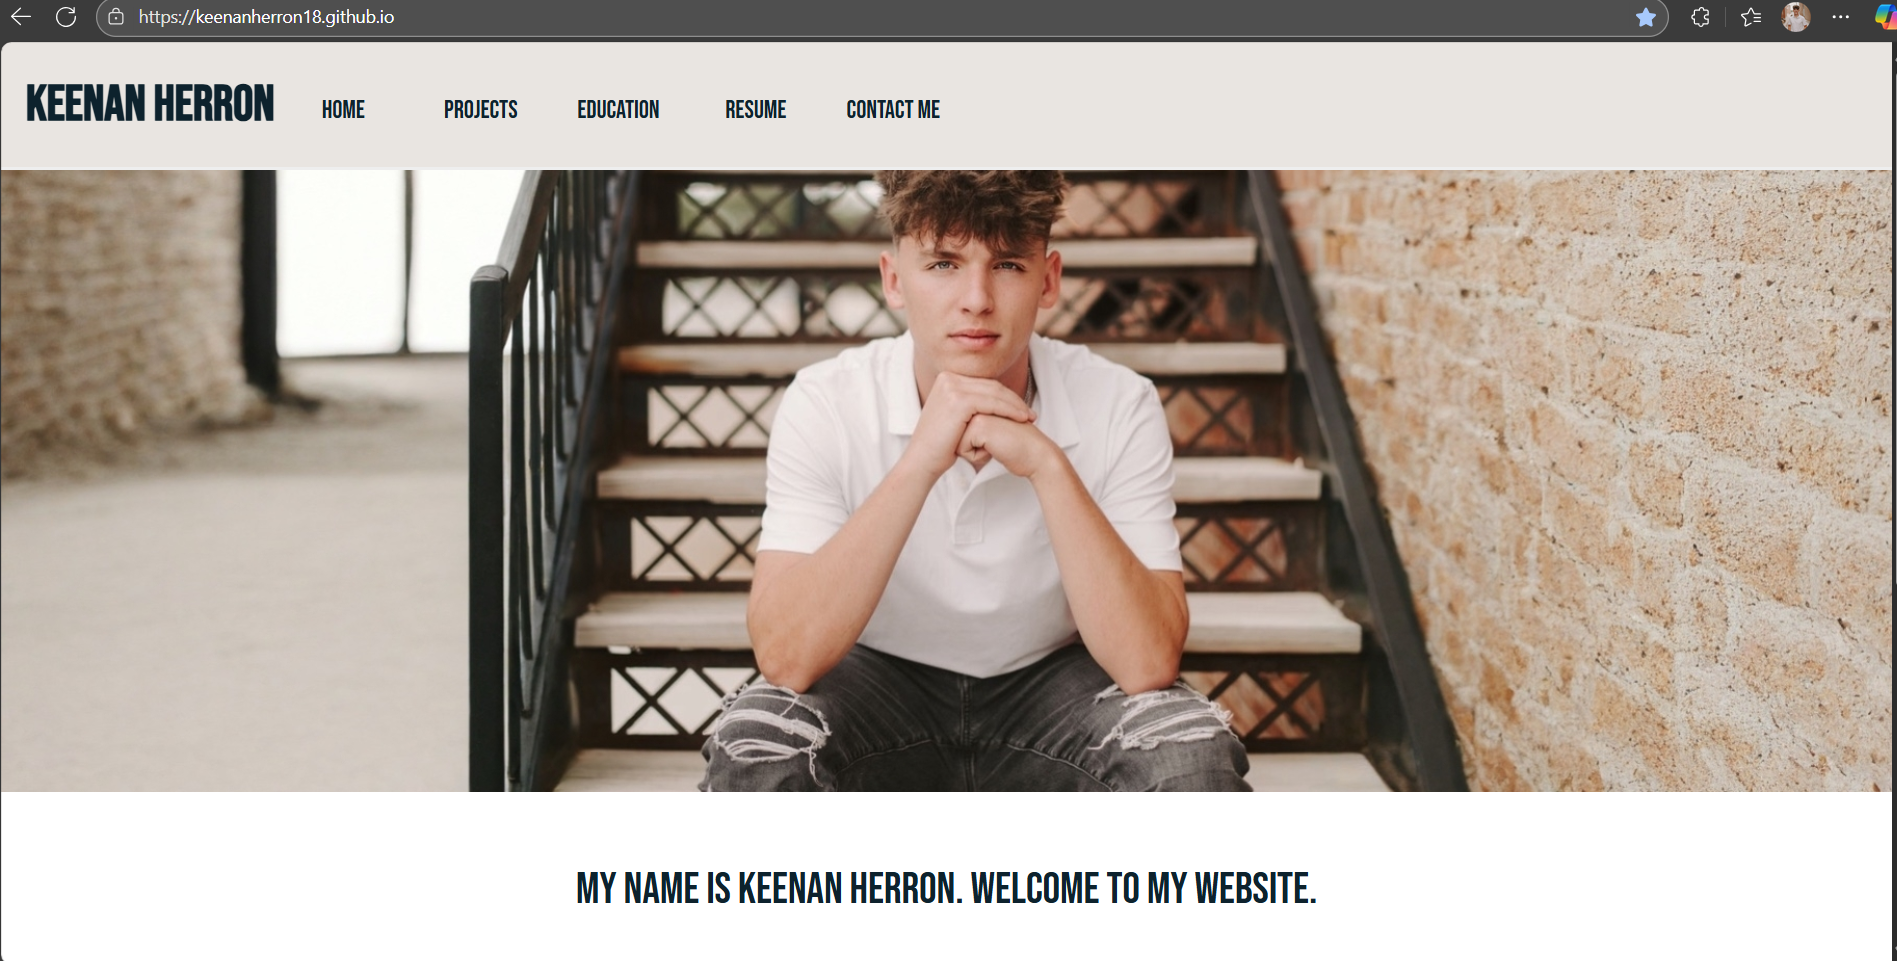 https://keenanherron18.github.io
KEENAN HERRON HOME PROJECTS EDUCATION RESUME CONTACT ME
MY NAME IS KEENAN HERRON. WELCOME TO MY WEBSITE.